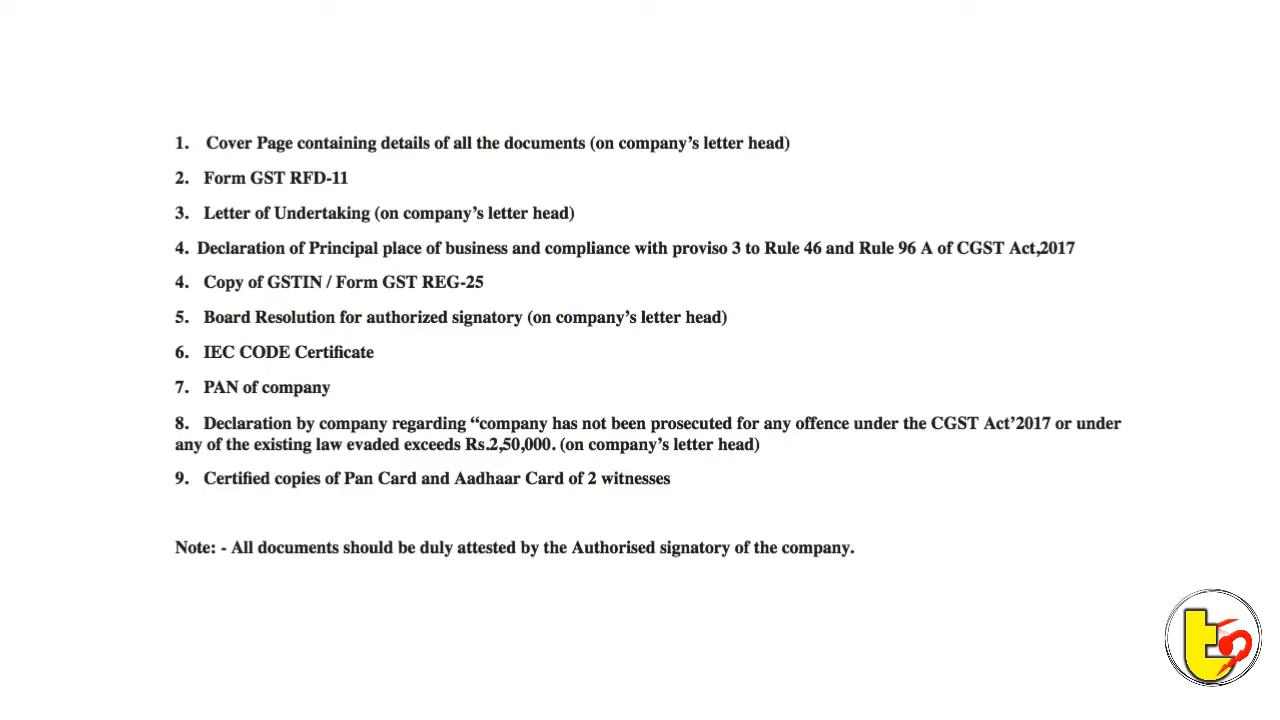 1. Cover Page containing details of all the documents (on company's letter head)
2. Form GST RFD-11
3. Letter of Undertaking (on company's letter head)
4. Declaration of Principal place of business and compliance with proviso 3 to Rule 46 and Rule 96 A of CGST Act,2017
4. Copy of GSTIN / Form GST REG-25
5. Board Resolution for authorized signatory (on company's letter head)
6. IEC CODE Certificate
7. PAN of company
8. Declaration by company regarding “company has not been prosecuted for any offence under the CGST Act’2017 or under
any of the existing law evaded exceeds Rs.2,50,000. (on company's letter head)
9. Certified copies of Pan Card and Aadhaar Card of 2 witnesses
Note: - All documents should be duly attested by the Authorised signatory of the company.